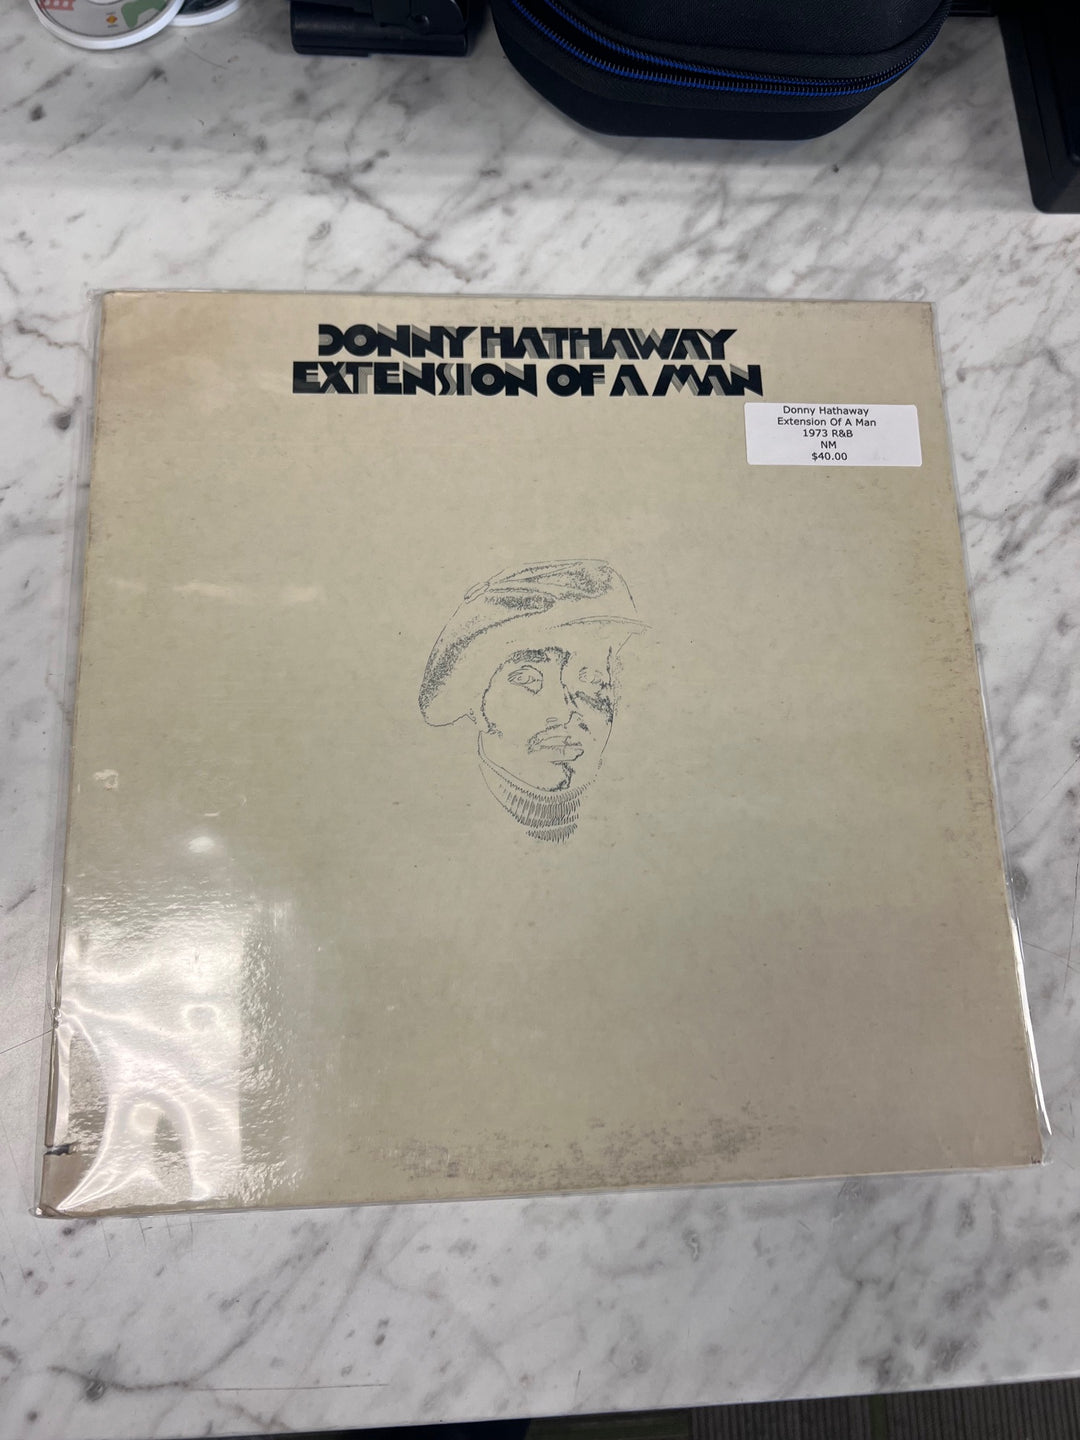 DONNY HATHAWAY
EXTENSION OF A MAN
Donny Hathaway
Extension Of A Man
1973 R&B
NM
$40.00